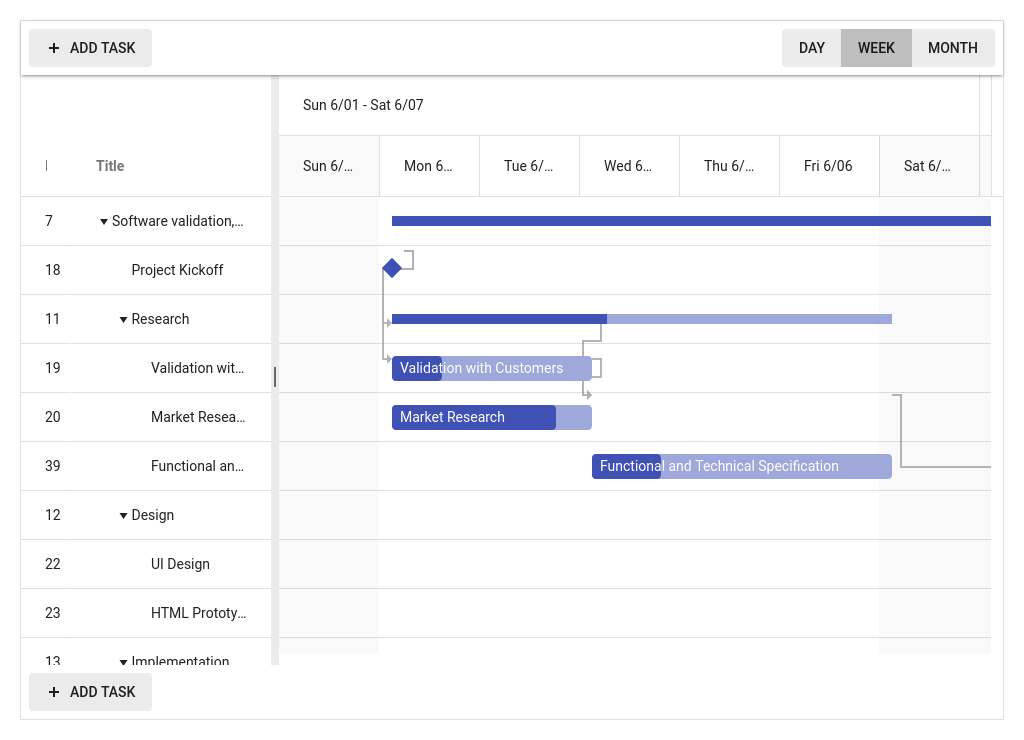 ADD TASK
DAY WEEK MONTH
Sun 6/01 - Sat 6/07
Title
Sun 6/… Mon 6… Tue 6/… Wed 6… Thu 6/… Fri 6/06 Sat 6/…
7 Software validation,…
18 Project Kickoff
11 Research
19 Validation wit… Validation with Customers
20 Market Resea… Market Research
39 Functional an… Functional and Technical Specification
12 Design
22 UI Design
23 HTML Prototy…
13 Implementation
ADD TASK